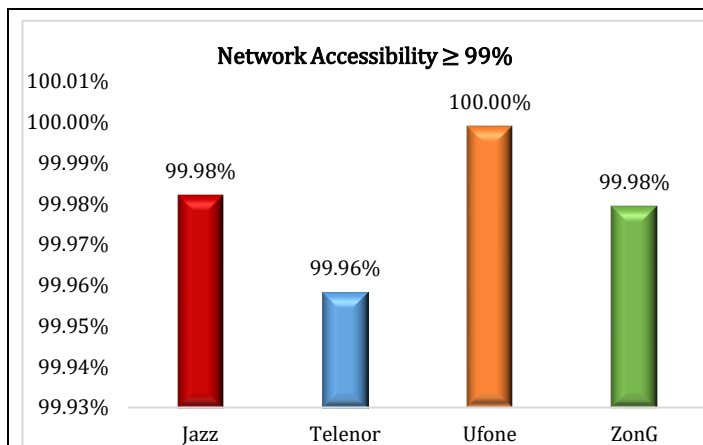 Network Accessibility ≥ 99%
100.01%
100.00%
99.99%
99.98%
99.97%
99.96%
99.95%
99.94%
99.93%
99.98%
99.96%
100.00%
99.98%
Jazz
Telenor
Ufone
ZonG